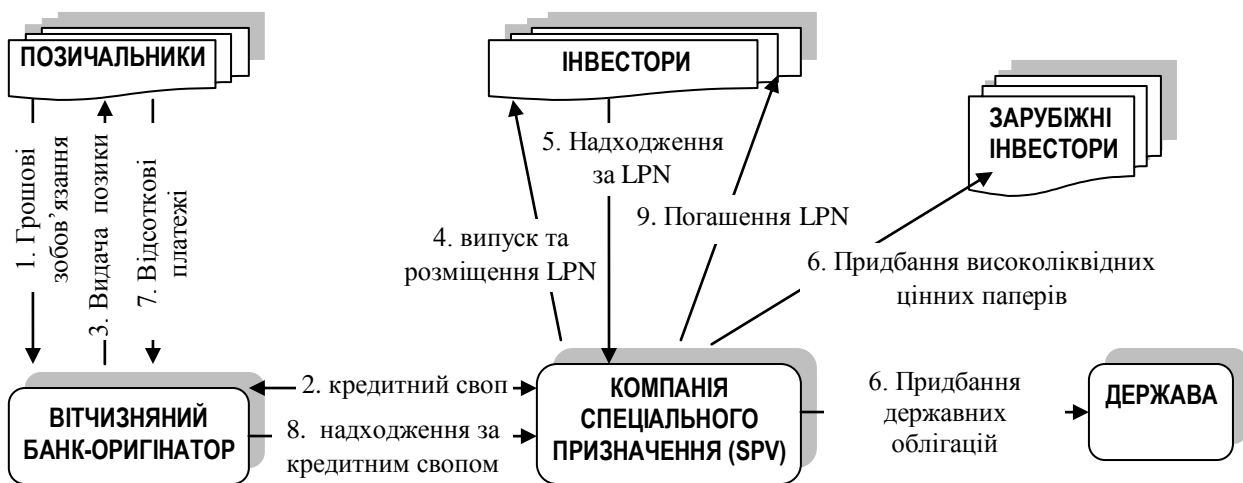 ПОЗИЧАЛЬНИКИ
ІНВЕСТОРИ
ЗАРУБІЖНІ
ІНВЕСТОРИ
1. Грошові
зобов’язання
3. Видача позики
7. Відсоткові
платежі
5. Надходження
за LPN
4. випуск та
розміщення LPN
9. Погашення LPN
6. Придбання високоліквідних
цінних паперів
2. кредитний своп
8. надходження за
кредитним свопом
ВІТЧИЗНЯНИЙ
БАНК-ОРИГІНАТОР
КОМПАНІЯ
СПЕЦІАЛЬНОГО
ПРИЗНАЧЕННЯ (SPV)
6. Придбання
державних
облігацій
ДЕРЖАВА